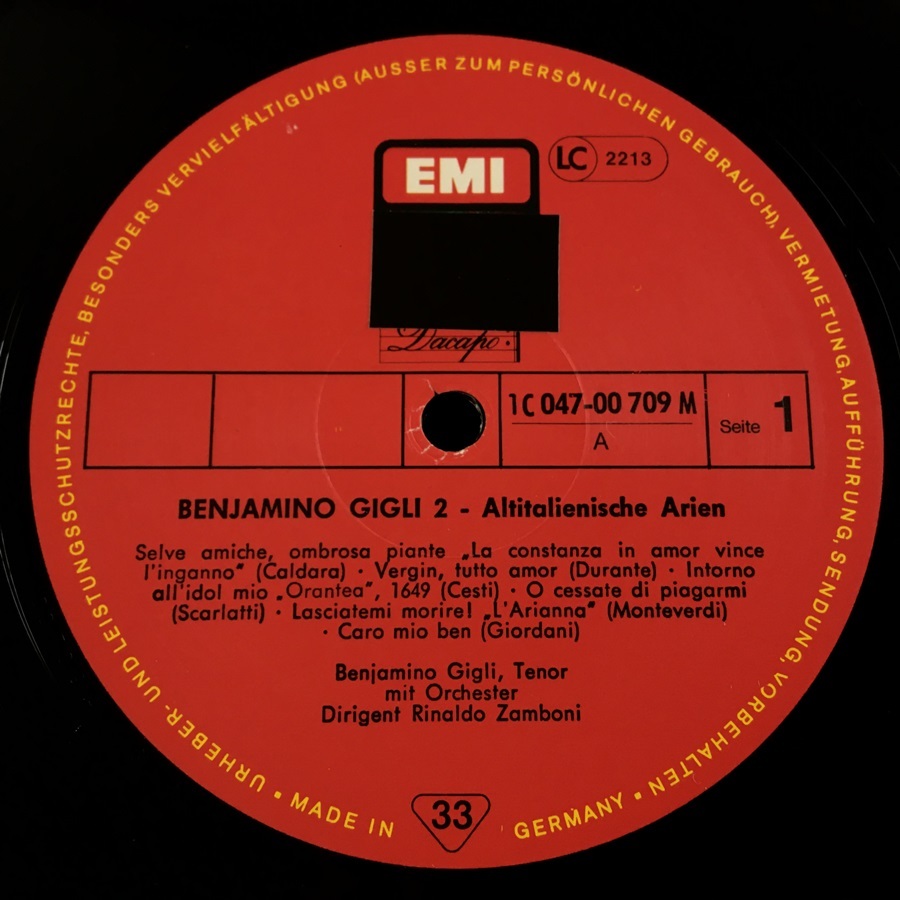 URHEBER- UND LEISTUNGSSCHUTZRECHTE, BESONDERS VERVIELFÄLTIGUNG (AUSSER ZUM PERSÖNLICHEN GEBRAUCH), VERMIETUNG, AUFFÜHRUNG, SENDUNG, VORBEHALTEN •
EMI
LC 2213
Dacapo
1C 047-00 709 M
A
Seite 1
BENJAMINO GIGLI 2 - Altitalienische Arien
Selve amiche, ombrosa piante „La constanza in amor vince
l'inganno" (Caldara) · Vergin, tutto amor (Durante) · Intorno
all'idol mio „Orantea", 1649 (Cesti) · O cessate di piagarmi
(Scarlatti) · Lasciatemi morire! „L'Arianna" (Monteverdi)
· Caro mio ben (Giordani)
Benjamino Gigli, Tenor
mit Orchester
Dirigent Rinaldo Zamboni
• MADE IN GERMANY •
33